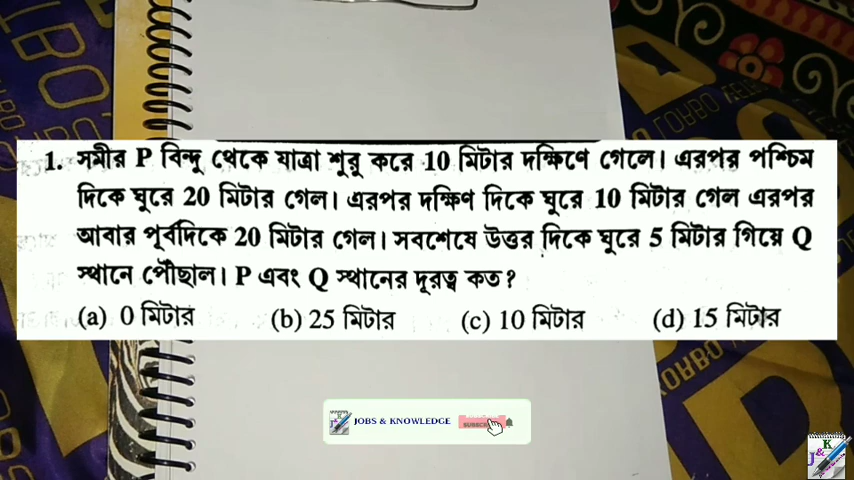 1. সমীর P বিন্দু থেকে যাত্রা শুরু করে 10 মিটার দক্ষিণে গেলে। এরপর পশ্চিম
দিকে ঘুরে 20 মিটার গেল। এরপর দক্ষিণ দিকে ঘুরে 10 মিটার গেল এরপর
আবার পূর্বদিকে 20 মিটার গেল। সবশেষে উত্তর দিকে ঘুরে 5 মিটার গিয়ে Q
স্থানে পৌঁছাল। P এবং Q স্থানের দূরত্ব কত?
(a) 0 মিটার (b) 25 মিটার (c) 10 মিটার (d) 15 মিটার
JOBS & KNOWLEDGE
J&K